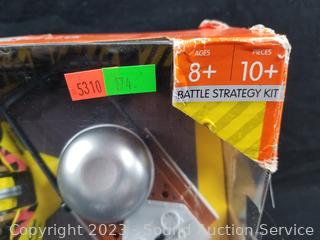 AGES PIECES
8+ 10+
BATTLE STRATEGY KIT
5310 174
Copyright 2023 - Sound Auction Service